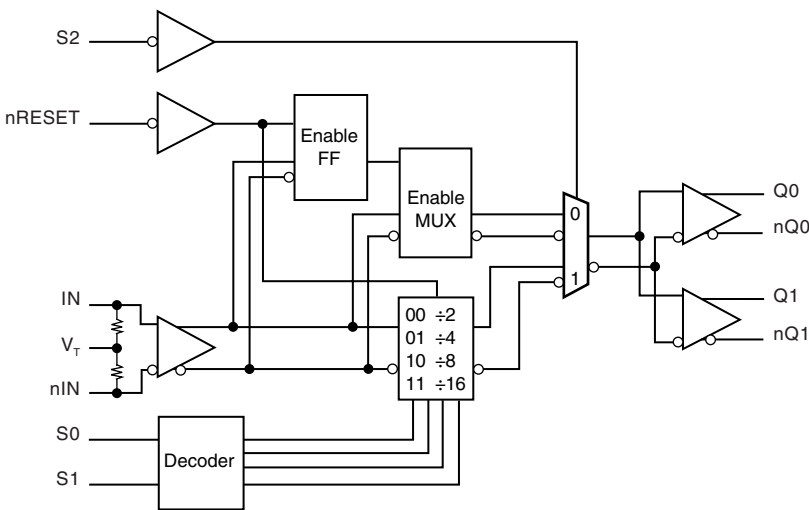 S2
nRESET
Enable
FF
Enable
MUX
0
1
Q0
nQ0
Q1
nQ1
IN
V_T
nIN
00 ÷2
01 ÷4
10 ÷8
11 ÷16
S0
S1
Decoder